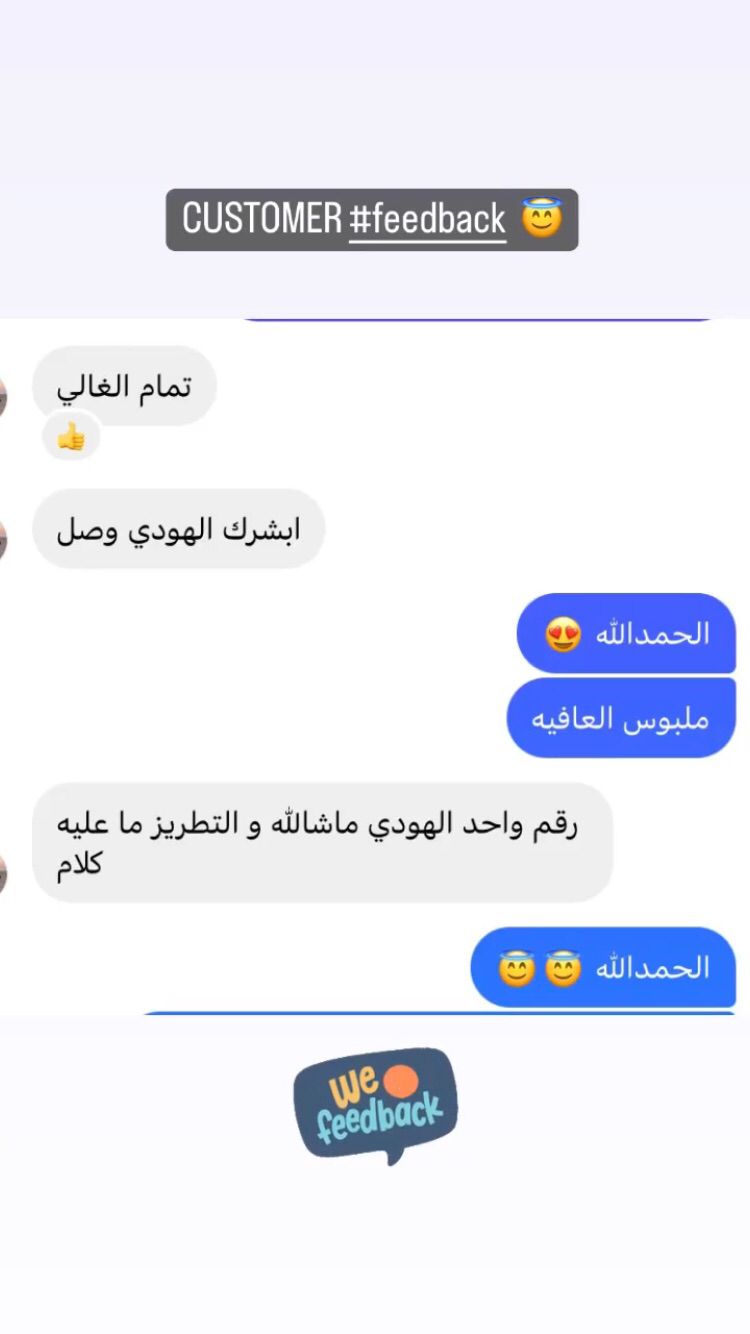 CUSTOMER #feedback 😇
تمام الغالي
👍
ابشرك الهودي وصل
الحمدالله 😍
ملبوس العافيه
رقم واحد الهودي ماشالله و التطريز ما عليه
كلام
الحمدالله 😇 😇
we
feedback